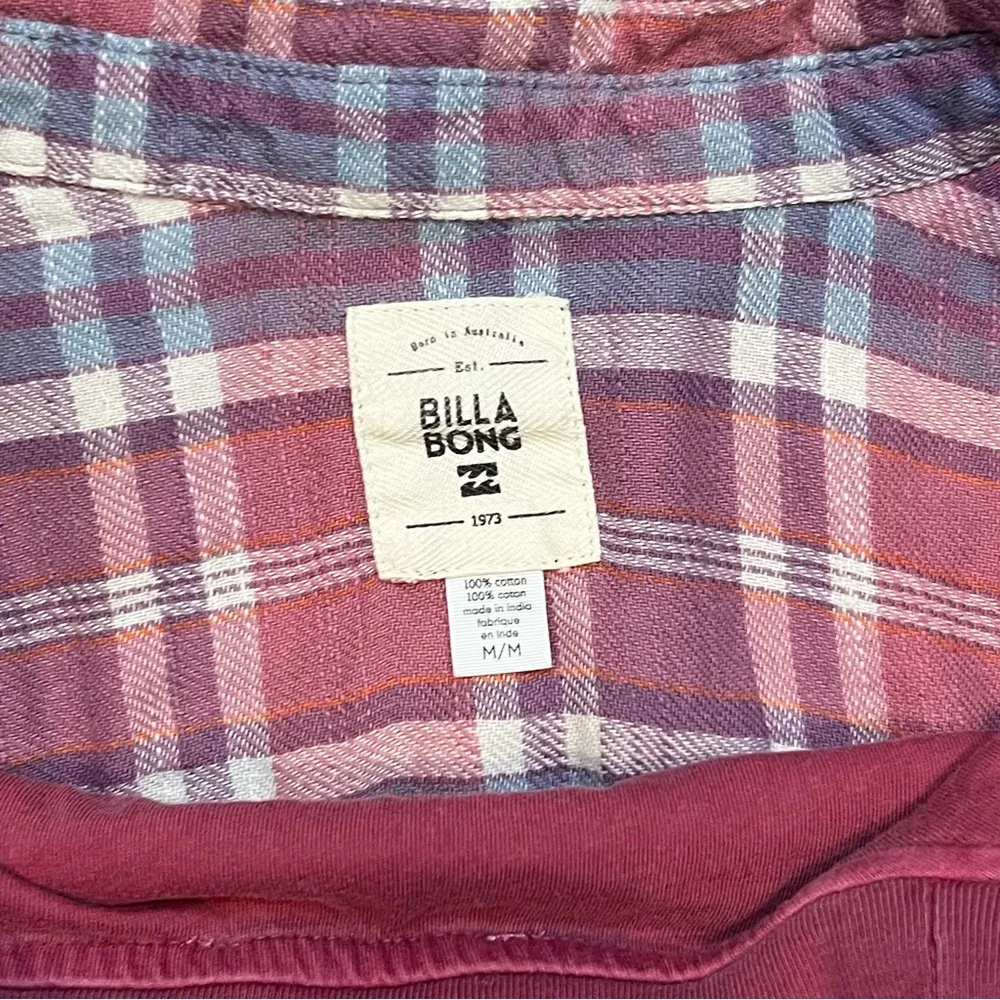 Born in Australia
Est.
BILLA
BONG
1973
100% cotton
100% coton
made in india
fabriqué
en inde
M/M